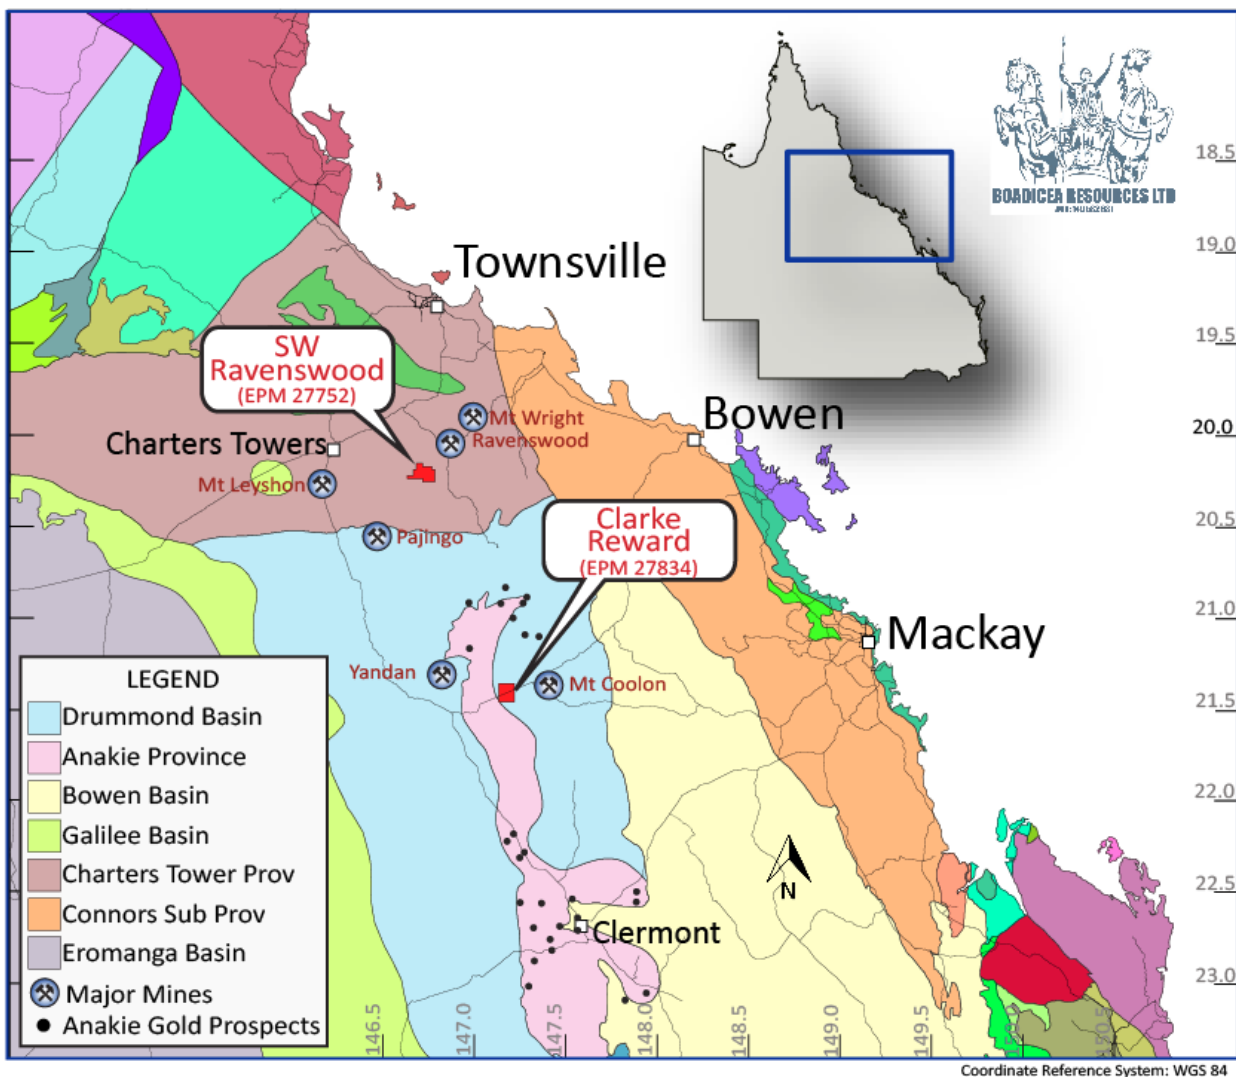 BOADICEA RESOURCES LTD
18.5
19.0
Townsville
19.5
SW
Ravenswood
(EPM 27752)
Bowen
Mt Wright
Ravenswood
20.0
Charters Towers
Mt Leyshon
20.5
Pajingo
Clarke
Reward
(EPM 27834)
21.0
Mackay
Yandan
Mt Coolon
21.5
LEGEND
Drummond Basin
Anakie Province
Bowen Basin
Galilee Basin
Charters Tower Prov
Connors Sub Prov
Eromanga Basin
Major Mines
Anakie Gold Prospects
22.0
22.5
N
Clermont
23.0
146.5
147.0
147.5
148.0
148.5
149.0
149.5
150.0
150.5
Coordinate Reference System: WGS 84